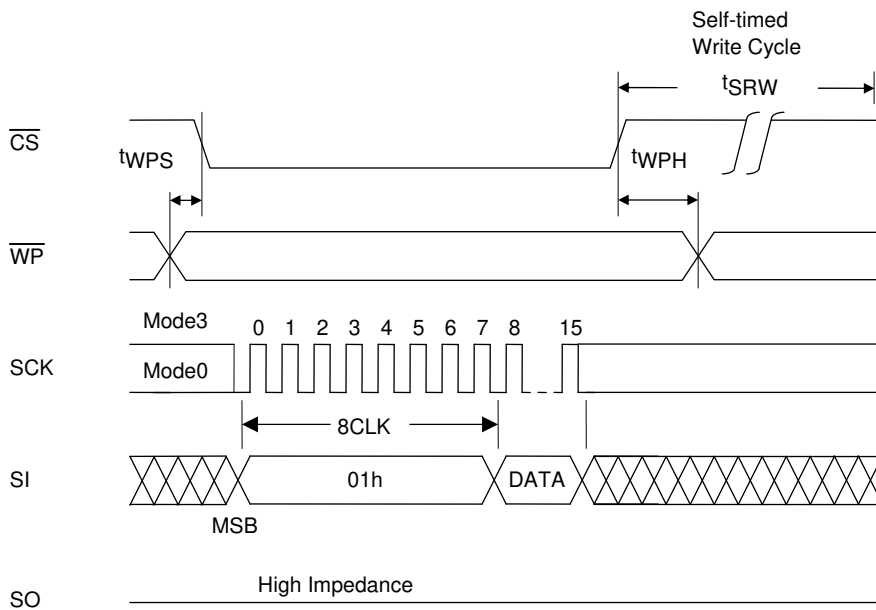 Self-timed
Write Cycle
tSRW
CS
tWPS
tWPH
WP
Mode3
0 1 2 3 4 5 6 7 8 15
SCK
Mode0
8CLK
SI
01h
DATA
MSB
High Impedance
SO